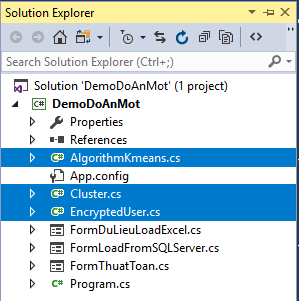 Solution Explorer
Search Solution Explorer (Ctrl+;)
Solution 'DemoDoAnMot' (1 project)
C# DemoDoAnMot
Properties
References
C# AlgorithmKmeans.cs
App.config
C# Cluster.cs
C# EncryptedUser.cs
FormDuLieuLoadExcel.cs
FormLoadFromSQLServer.cs
FormThuatToan.cs
C# Program.cs